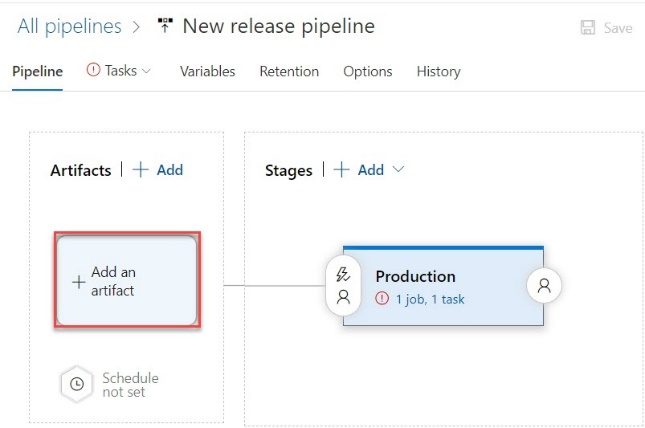 All pipelines > New release pipeline
Save
Pipeline Tasks Variables Retention Options History
Artifacts | + Add
Stages | + Add
+ Add an
artifact
Production
1 job, 1 task
Schedule
not set